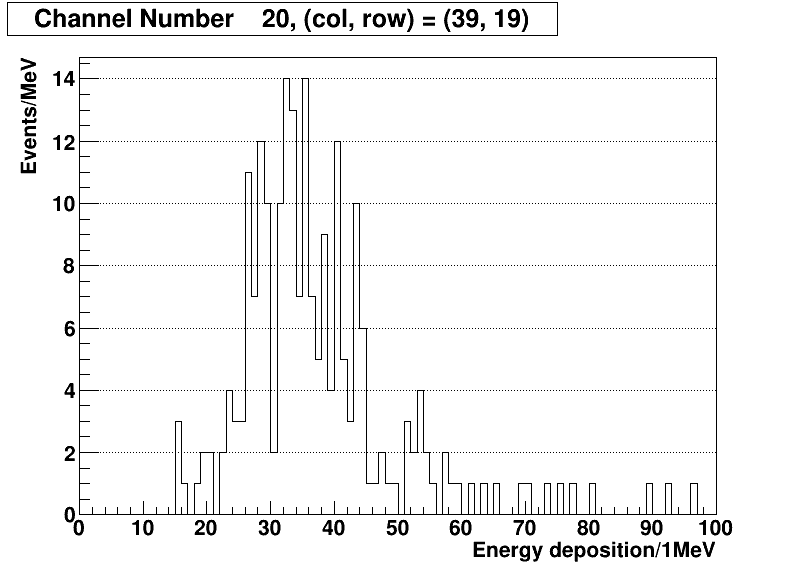 Channel Number 20, (col, row) = (39, 19)
Events/MeV
14
12
10
8
6
4
2
0
0 10 20 30 40 50 60 70 80 90 100
Energy deposition/1MeV